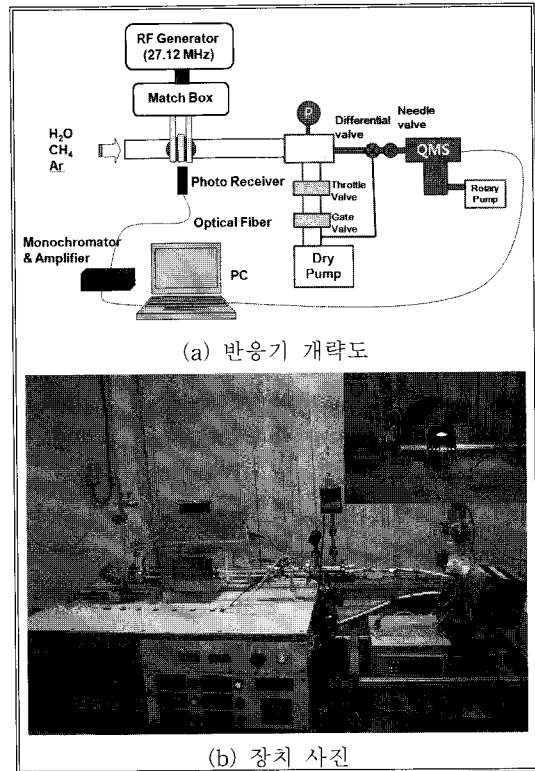 RF Generator
(27.12 MHz)
Match Box
H₂O
CH₄
Ar
P
Differential
valve
Needle
valve
QMS
Rotary
Pump
Photo Receiver
Throttle
Valve
Optical Fiber
Gate
Valve
Monochromator
& Amplifier
PC
Dry
Pump
(a) 반응기 개략도
(b) 장치 사진